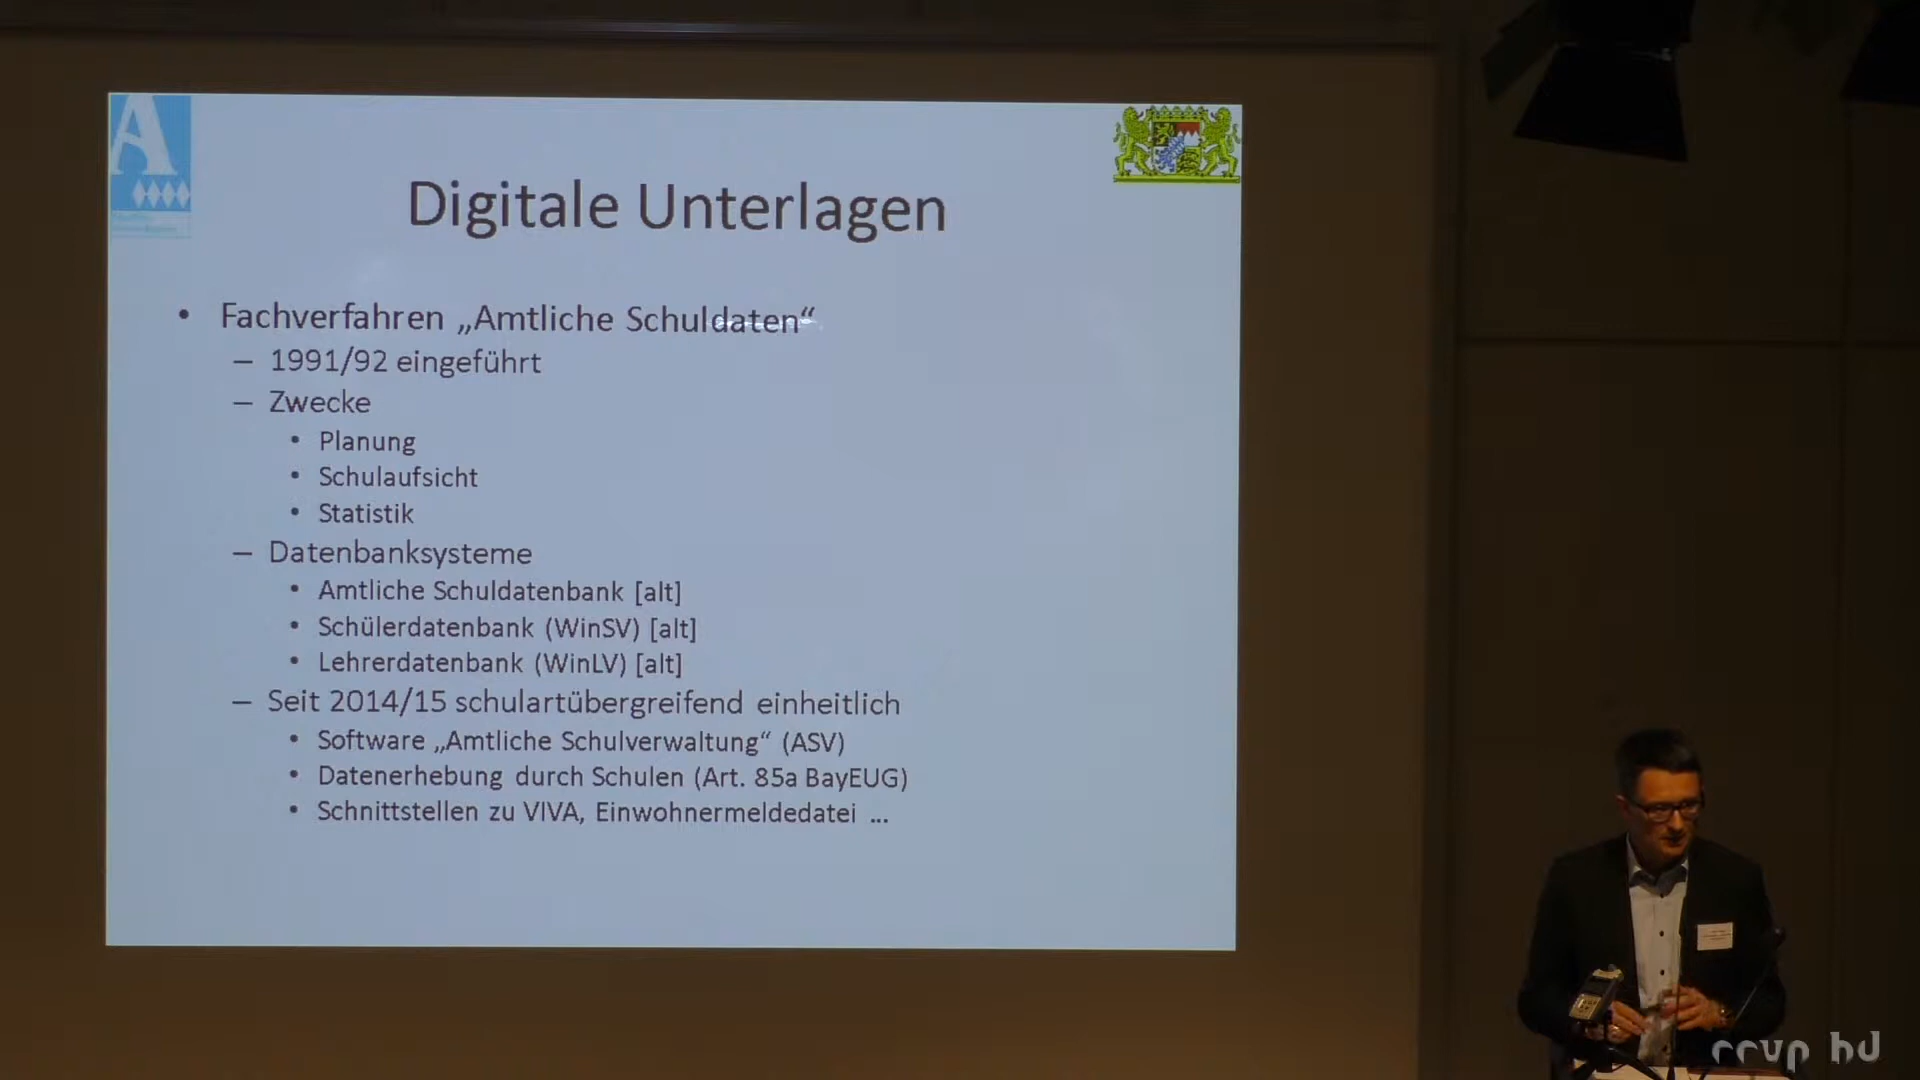 A
Digitale Unterlagen
• Fachverfahren „Amtliche Schuldaten“
– 1991/92 eingeführt
– Zwecke
• Planung
• Schulaufsicht
• Statistik
– Datenbanksysteme
• Amtliche Schuldatenbank [alt]
• Schülerdatenbank (WinSV) [alt]
• Lehrerdatenbank (WinLV) [alt]
– Seit 2014/15 schulartübergreifend einheitlich
• Software „Amtliche Schulverwaltung“ (ASV)
• Datenerhebung durch Schulen (Art. 85a BayEUG)
• Schnittstellen zu VIVA, Einwohnermeldedatei ...